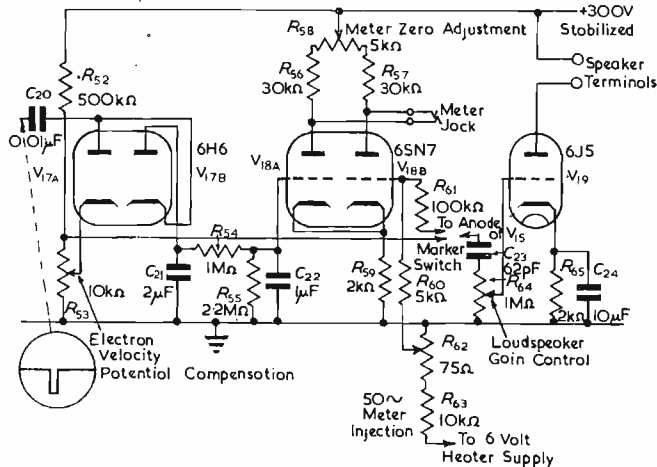 R58
Meter Zero Adjustment
5kΩ
+300V
Stabilized
Speaker
Terminals
R52
500kΩ
R56
30kΩ
R57
30kΩ
Meter
Jack
C20
0.01µF
6H6
V17A
V17B
6SN7
V18A
V18B
6J5
V19
R61
100kΩ
To Anode
of V15
Marker
Switch
C23
62pF
R54
1MΩ
C21
2µF
R55
2.2MΩ
C22
1µF
R59
2kΩ
R60
5kΩ
R64
1MΩ
R65
2kΩ
C24
10µF
R53
10kΩ
Electron
Velocity
Potential Compensation
Loudspeaker
Gain Control
R62
75Ω
50~
Meter
Injection
R63
10kΩ
To 6 Volt
Heater Supply